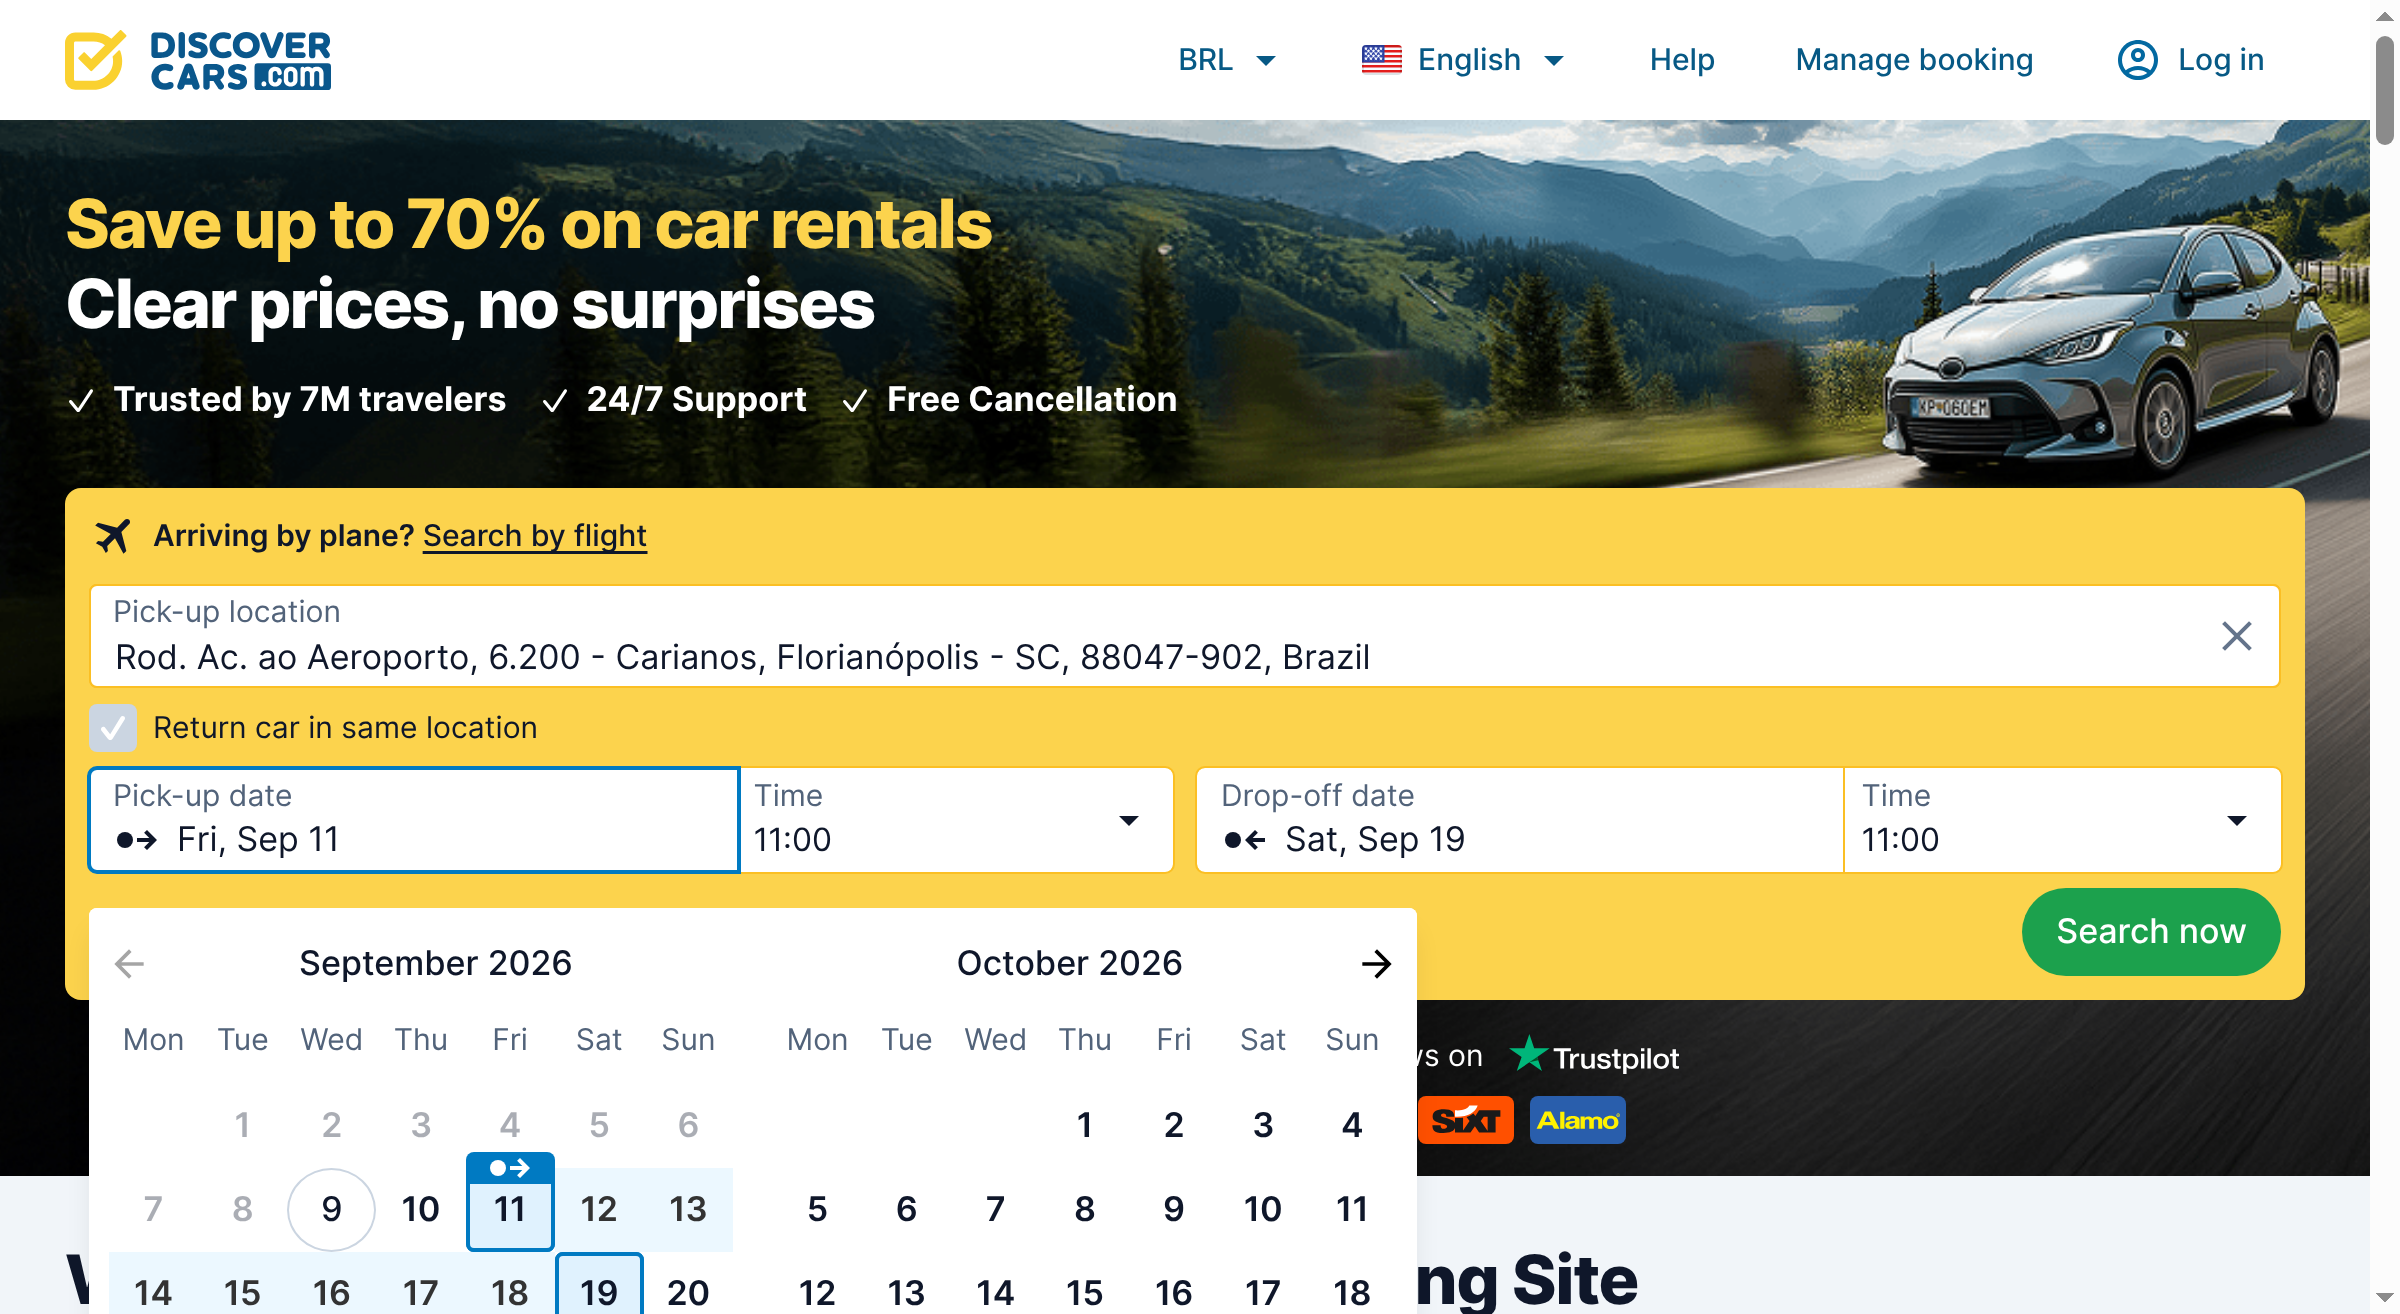 DISCOVER
CARS.com
BRL
English
Help
Manage booking
Log in
Save up to 70% on car rentals
Clear prices, no surprises
Trusted by 7M travelers
24/7 Support
Free Cancellation
KP 060EM
Arriving by plane? Search by flight
Pick-up location
Rod. Ac. ao Aeroporto, 6.200 - Carianos, Florianópolis - SC, 88047-902, Brazil
Return car in same location
Pick-up date
Fri, Sep 11
Time
11:00
Drop-off date
Sat, Sep 19
Time
11:00
Search now
September 2026
October 2026
Mon Tue Wed Thu Fri Sat Sun
Mon Tue Wed Thu Fri Sat Sun
1 2 3 4 5 6
1 2 3 4
7 8 9 10 11 12 13
5 6 7 8 9 10 11
14 15 16 17 18 19 20
12 13 14 15 16 17 18
on
Trustpilot
SIXT
Alamo
Site